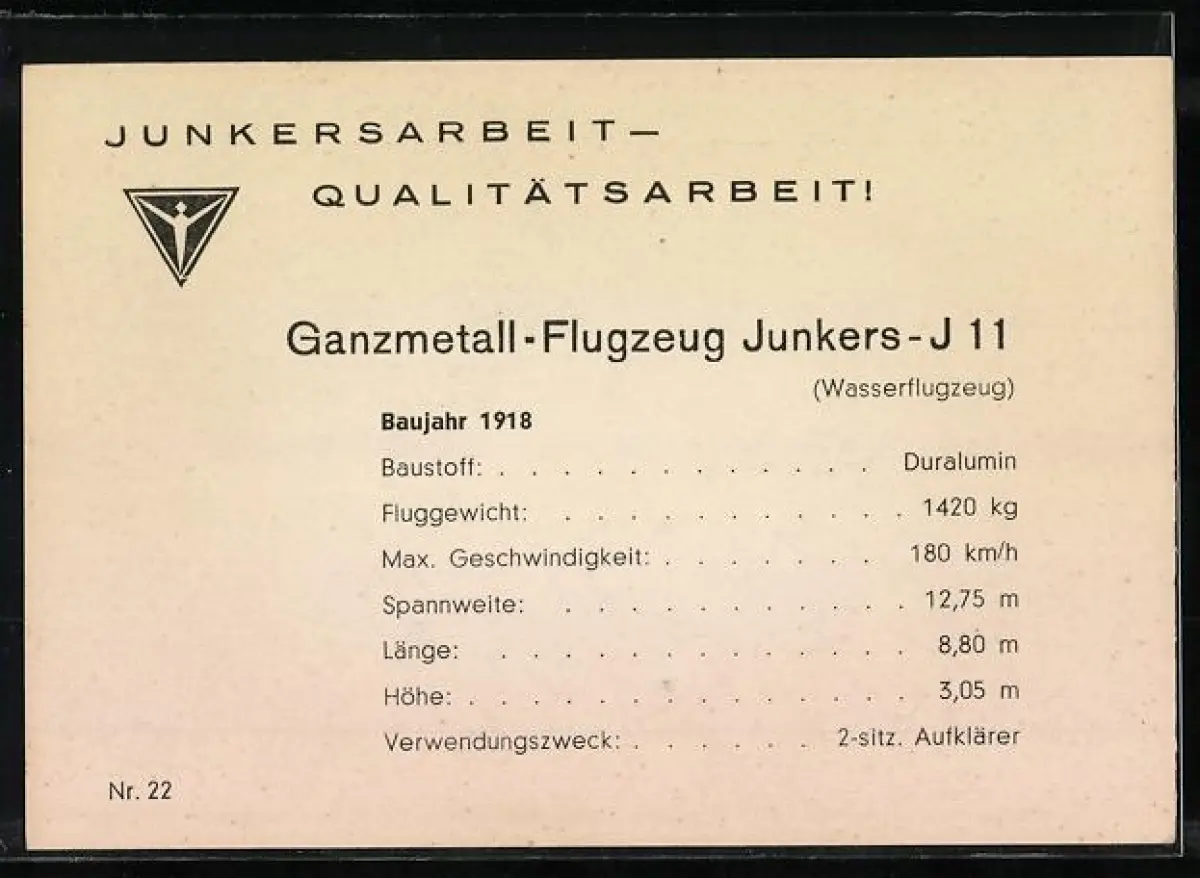 JUNKERSARBEIT—
QUALITÄTSARBEIT!
Ganzmetall-Flugzeug Junkers-J 11
(Wasserflugzeug)
Baujahr 1918
Baustoff: . . . . . . . . . . . . Duralumin
Fluggewicht: . . . . . . . . . . . 1420 kg
Max. Geschwindigkeit: . . . . . . . 180 km/h
Spannweite: . . . . . . . . . . . 12,75 m
Länge: . . . . . . . . . . . . . 8,80 m
Höhe: . . . . . . . . . . . . . . 3,05 m
Verwendungszweck: . . . . . . 2-sitz. Aufklärer
Nr. 22